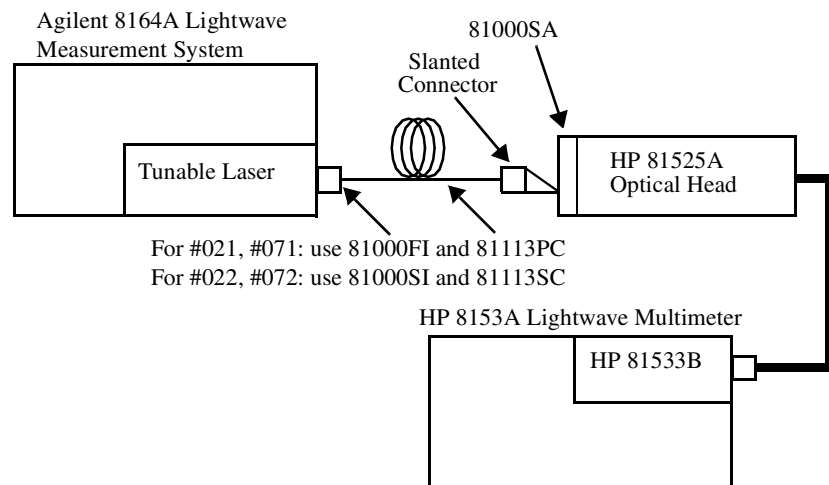 Agilent 8164A Lightwave
Measurement System
81000SA
Slanted
Connector
Tunable Laser
HP 81525A
Optical Head
For #021, #071: use 81000FI and 81113PC
For #022, #072: use 81000SI and 81113SC
HP 8153A Lightwave Multimeter
HP 81533B